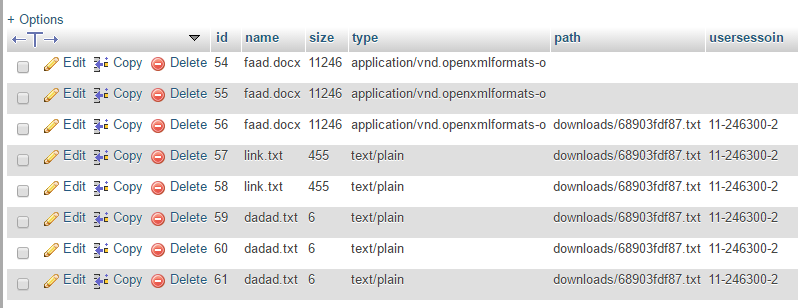 + Options
←T→ id name size type path usersessoin
Edit Copy Delete 54 faad.docx 11246 application/vnd.openxmlformats-o
Edit Copy Delete 55 faad.docx 11246 application/vnd.openxmlformats-o
Edit Copy Delete 56 faad.docx 11246 application/vnd.openxmlformats-o downloads/68903fdf87.txt 11-246300-2
Edit Copy Delete 57 link.txt 455 text/plain downloads/68903fdf87.txt 11-246300-2
Edit Copy Delete 58 link.txt 455 text/plain downloads/68903fdf87.txt 11-246300-2
Edit Copy Delete 59 dadad.txt 6 text/plain downloads/68903fdf87.txt 11-246300-2
Edit Copy Delete 60 dadad.txt 6 text/plain downloads/68903fdf87.txt 11-246300-2
Edit Copy Delete 61 dadad.txt 6 text/plain downloads/68903fdf87.txt 11-246300-2